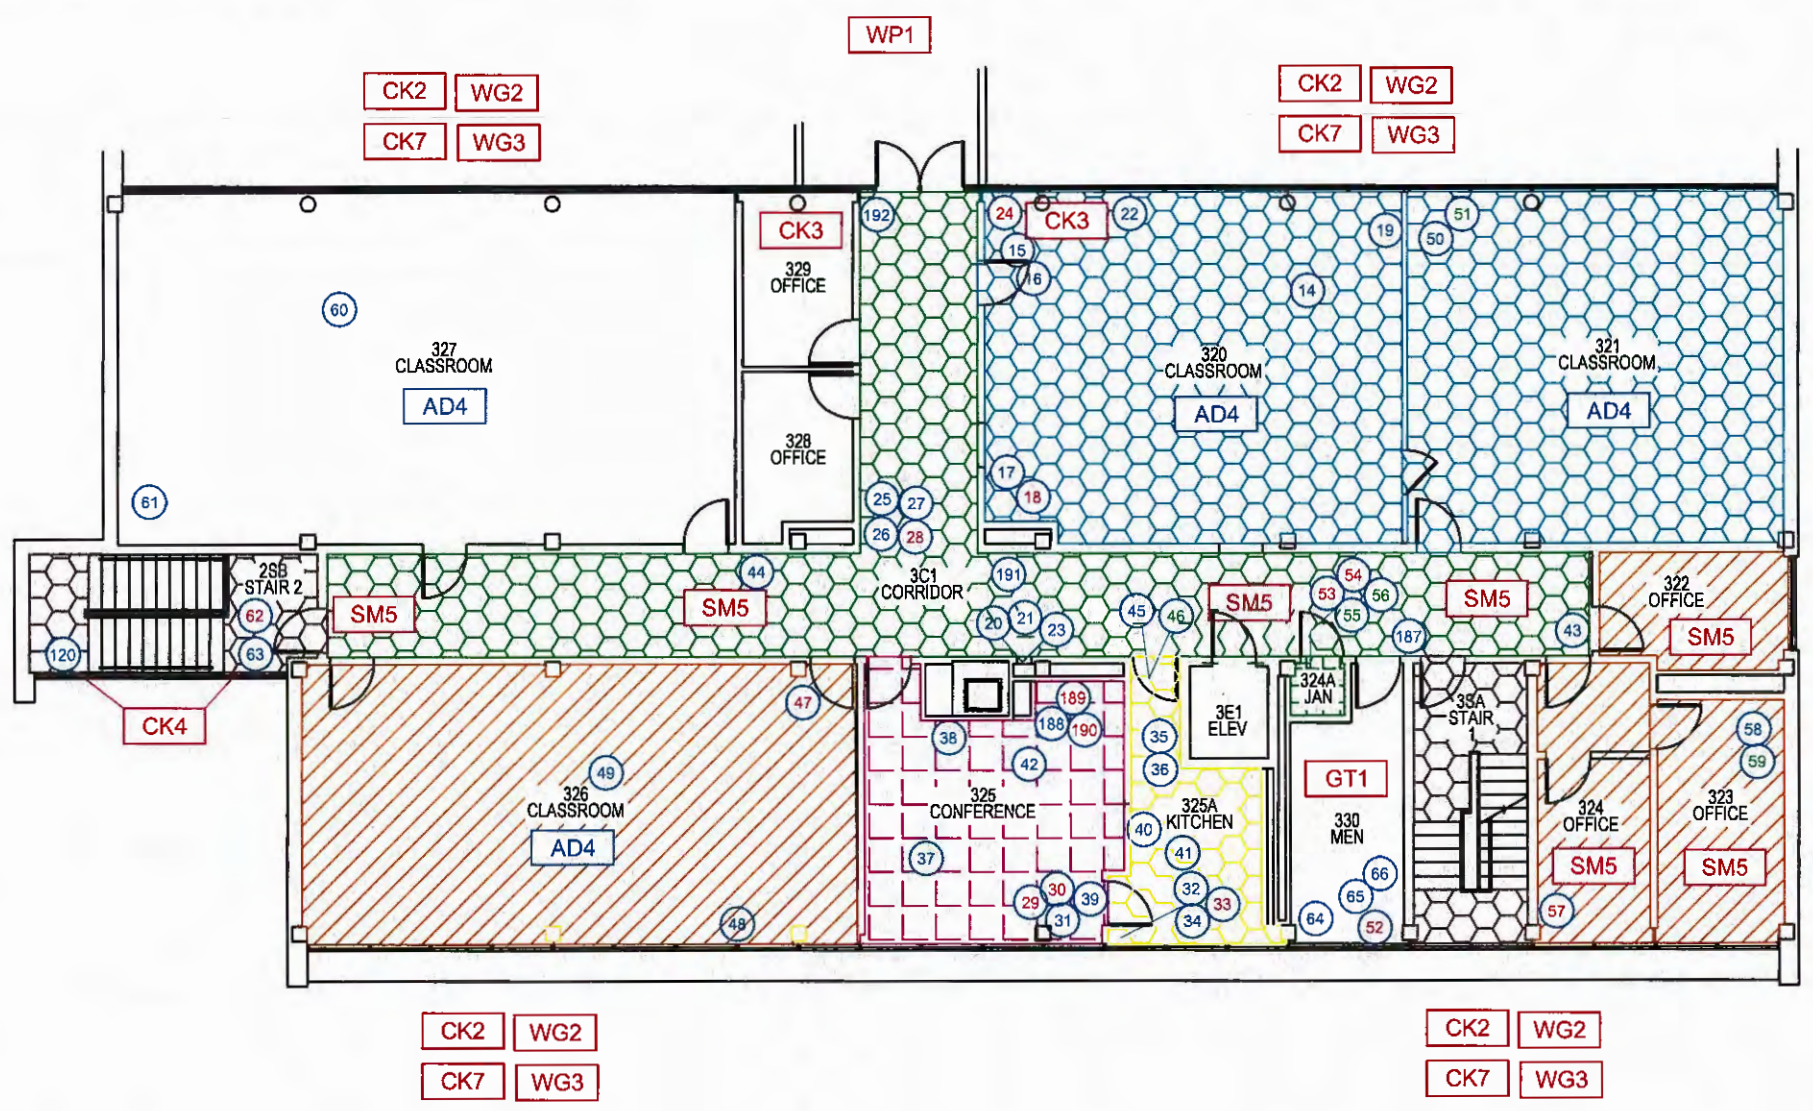 WP1
CK2 WG2
CK7 WG3
CK2 WG2
CK7 WG3
192
24
CK3
22
19
51
50
CK3
329
OFFICE
15
16
14
60
327
CLASSROOM
AD4
320
CLASSROOM
AD4
321
CLASSROOM
AD4
328
OFFICE
61
25
27
26
28
17
18
2SB
STAIR 2
62
63
120
CK4
SM5
44
SM5
3C1
CORRIDOR
191
20
21
23
45
46
SM5
54
53
56
55
187
SM5
43
322
OFFICE
SM5
47
49
326
CLASSROOM
AD4
48
38
189
188
190
42
325
CONFERENCE
37
30
29
39
31
35
36
325A
KITCHEN
40
41
32
33
34
3E1
ELEV
324A
JAN
GT1
330
MEN
66
65
64
52
3SA
STAIR
1
324
OFFICE
SM5
57
58
59
323
OFFICE
SM5
CK2 WG2
CK7 WG3
CK2 WG2
CK7 WG3